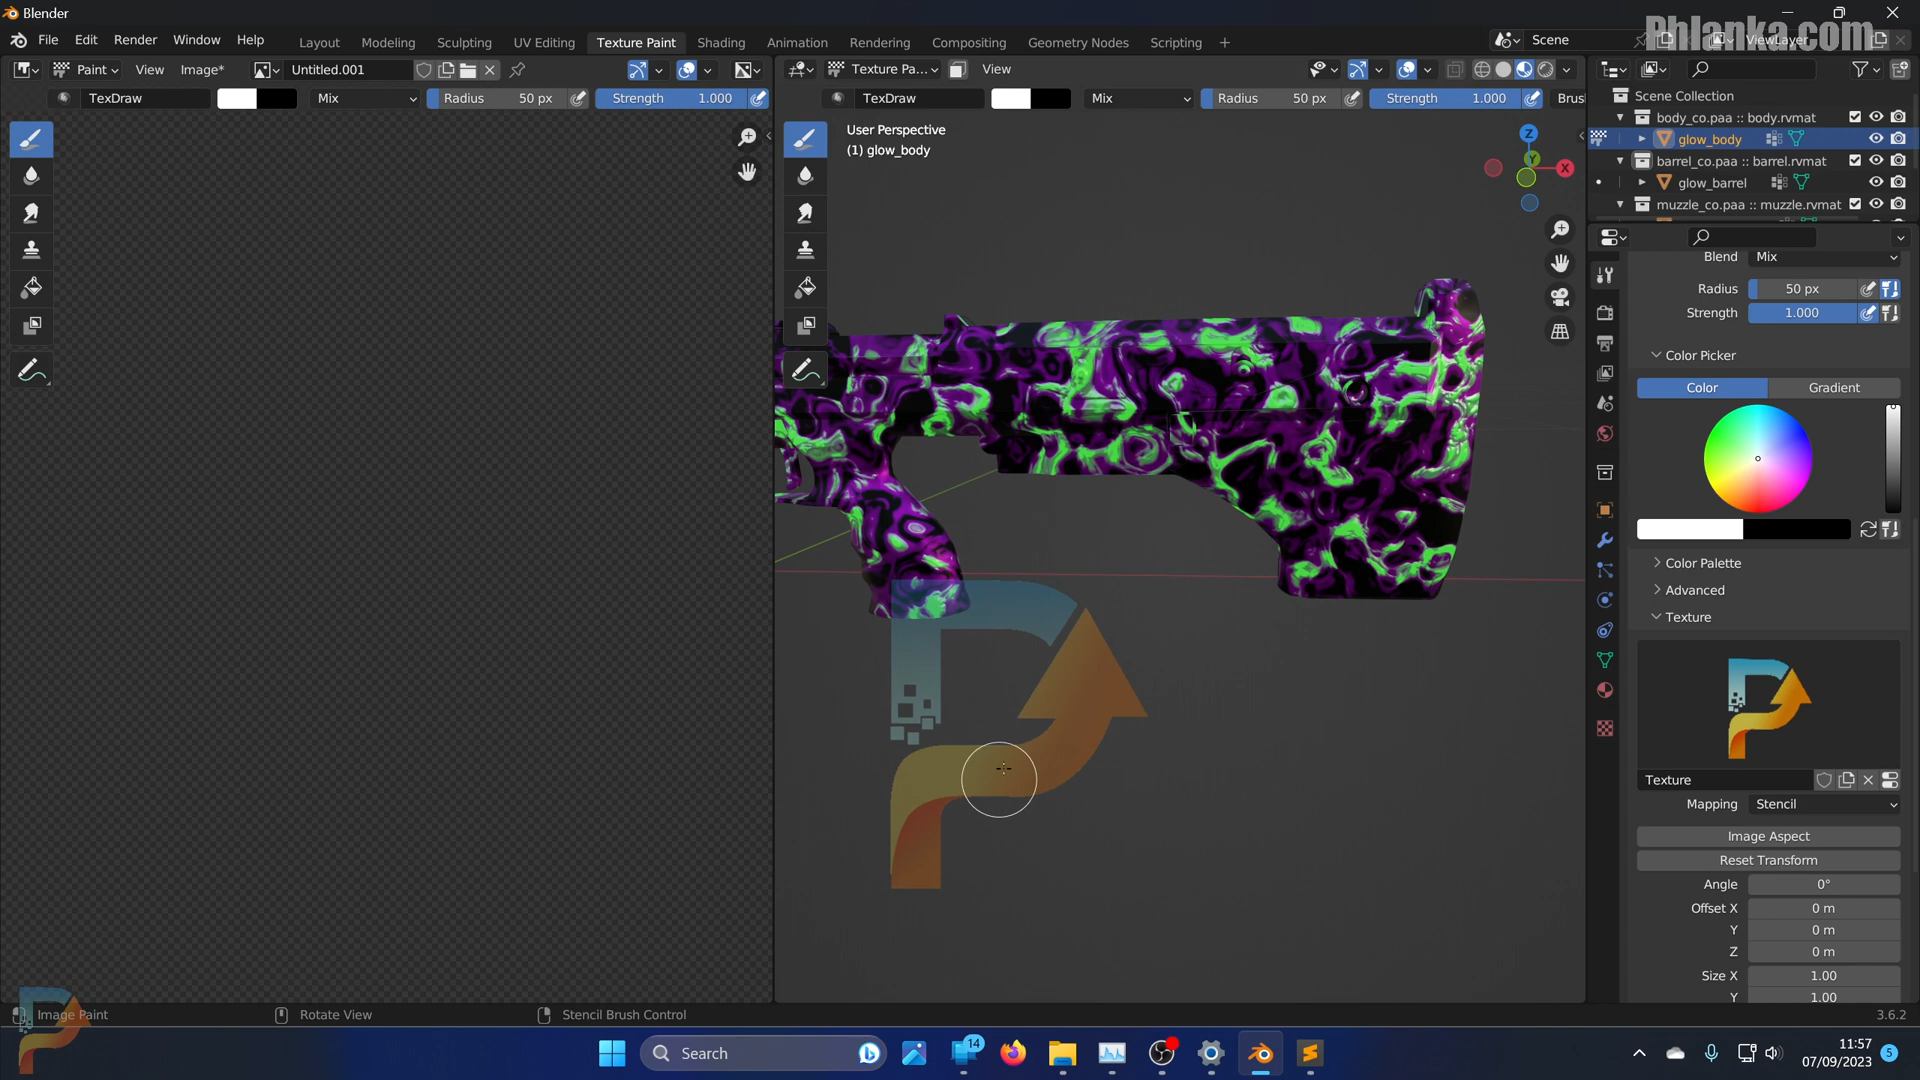 Blender
Phlanka.com
File Edit Render Window Help
Layout Modeling Sculpting UV Editing Texture Paint Shading Animation Rendering Compositing Geometry Nodes Scripting +
Scene
ViewLayer
Paint View Image* Untitled.001
Texture Pa... View
TexDraw Mix Radius 50 px Strength 1.000
TexDraw Mix Radius 50 px Strength 1.000 Brus
User Perspective
(1) glow_body
Z
Y
X
Scene Collection
body_co.paa :: body.rvmat
glow_body
barrel_co.paa :: barrel.rvmat
glow_barrel
muzzle_co.paa :: muzzle.rvmat
Blend Mix
Radius 50 px
Strength 1.000
Color Picker
Color Gradient
Color Palette
Advanced
Texture
Texture
Mapping Stencil
Image Aspect
Reset Transform
Angle 0°
Offset X 0 m
Y 0 m
Z 0 m
Size X 1.00
Y 1.00
Image Paint Rotate View Stencil Brush Control 3.6.2
Search
14
11:57
07/09/2023
5